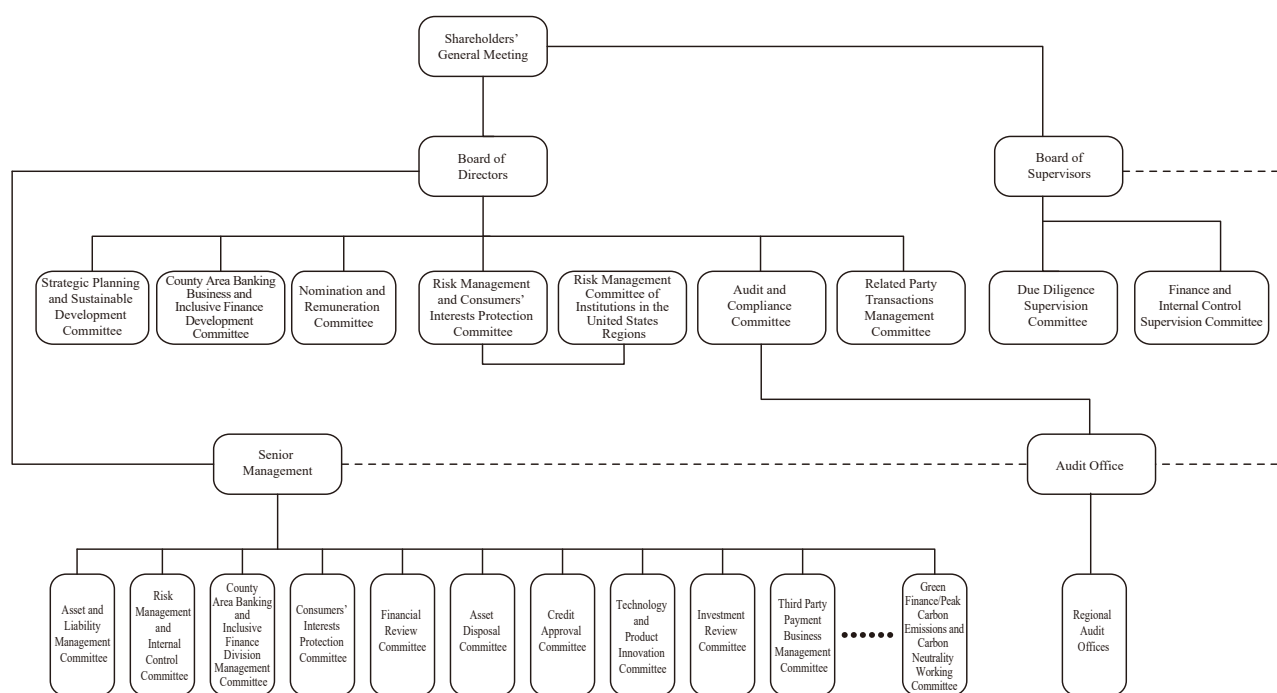 Shareholders’
General Meeting
Board of
Directors
Board of
Supervisors
Strategic Planning
and Sustainable
Development
Committee
County Area Banking
Business and
Inclusive Finance
Development
Committee
Nomination and
Remuneration
Committee
Risk Management
and Consumers’
Interests Protection
Committee
Risk Management
Committee of
Institutions in the
United States
Regions
Audit and
Compliance
Committee
Related Party
Transactions
Management
Committee
Due Diligence
Supervision
Committee
Finance and
Internal Control
Supervision Committee
Senior
Management
Audit Office
Asset and
Liability
Management
Committee
Risk
Management
and Internal
Control
Committee
County
Area Banking
and
Inclusive
Finance
Division
Management
Committee
Consumers’
Interests
Protection
Committee
Financial
Review
Committee
Asset
Disposal
Committee
Credit
Approval
Committee
Technology
and
Product
Innovation
Committee
Investment
Review
Committee
Third Party
Payment
Business
Management
Committee
Green
Finance/Peak
Carbon
Emissions and
Carbon
Neutrality
Working
Committee
Regional
Audit
Offices